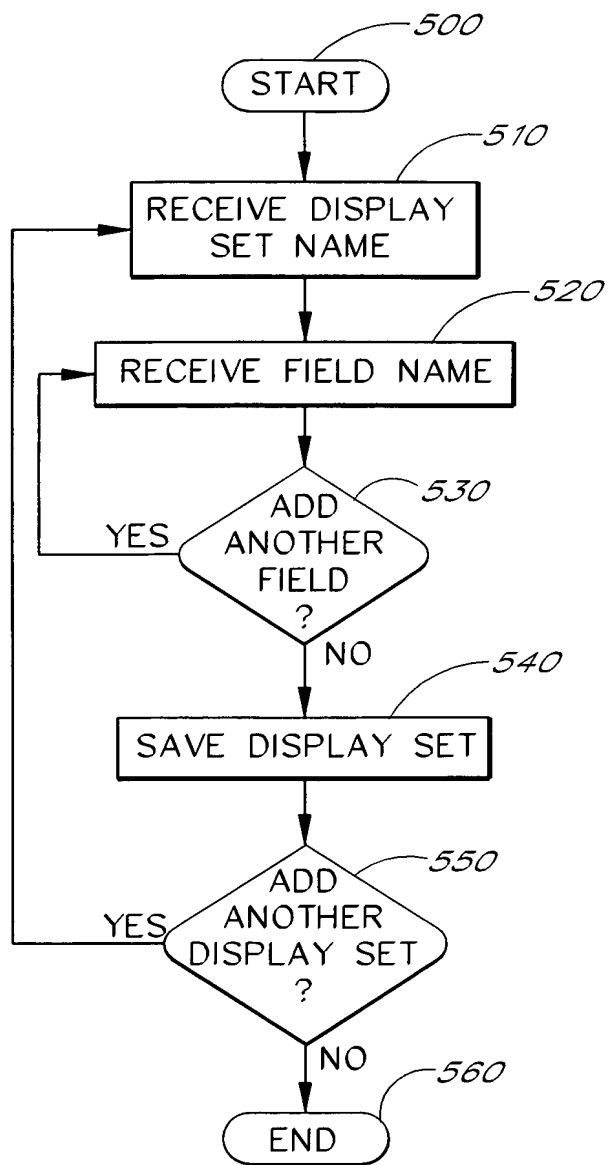 500
START
510
RECEIVE DISPLAY
SET NAME
520
RECEIVE FIELD NAME
530
ADD
ANOTHER
FIELD
?
YES
NO
540
SAVE DISPLAY SET
550
ADD
ANOTHER
DISPLAY SET
?
YES
NO
560
END